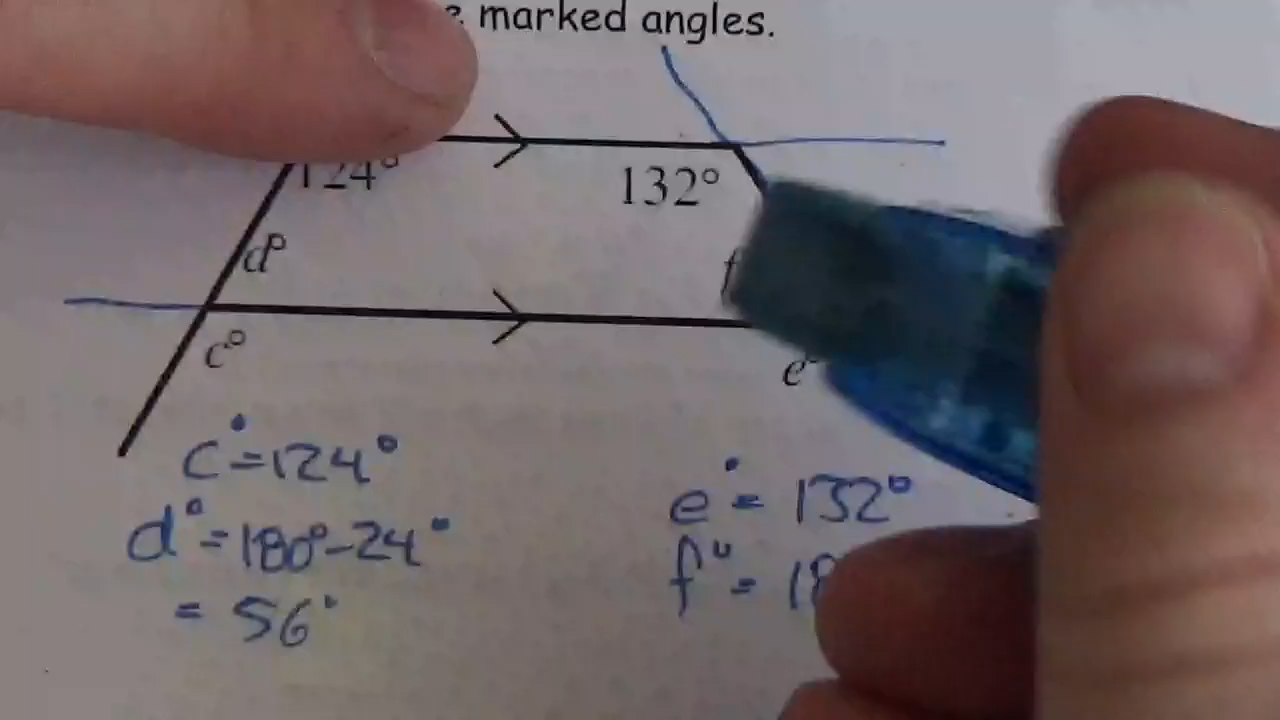 marked angles.
124°
132°
d°
f
c°
e
c° = 124°
d° = 180° - 24°
= 56°
e° = 132°
f° = 18